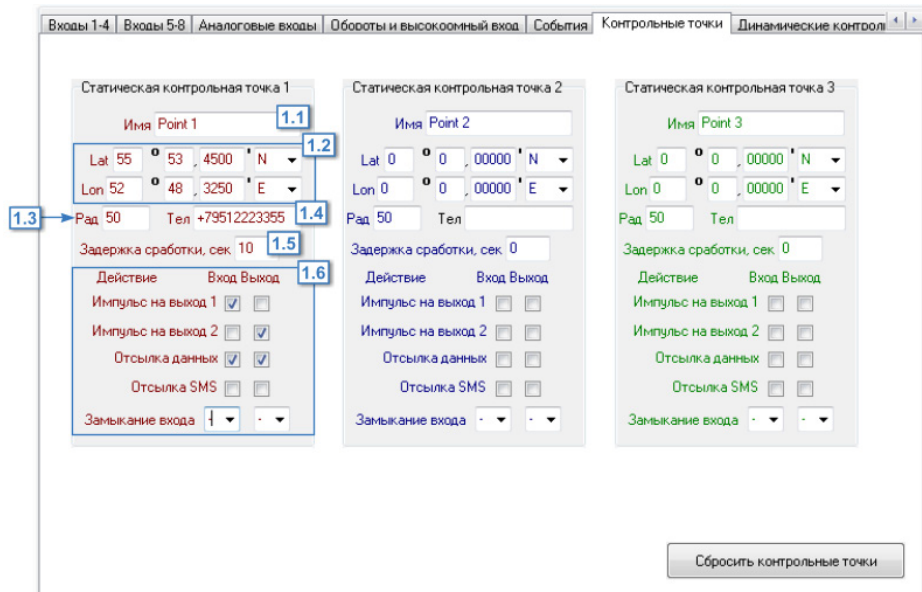 Входы 1-4 Входы 5-8 Аналоговые входы Обороты и высокоомный вход События Контрольные точки Динамические
Статическая контрольная точка 1 Статическая контрольная точка 2 Статическая контрольная точка 3
Имя Point 1 1.1 Имя Point 2 Имя Point 3
1.2
Lat 55 ° 53 , 4500 ' N Lat 0 ° 0 , 00000 ' N Lat 0 ° 0 , 00000 ' N
Lon 52 ° 48 , 3250 ' E Lon 0 ° 0 , 00000 ' E Lon 0 ° 0 , 00000 ' E
1.3 Рад 50 Тел +79512223355 1.4 Рад 50 Тел Рад 50 Тел
Задержка сработки, сек 10 1.5 Задержка сработки, сек 0 Задержка сработки, сек 0
Действие Вход Выход 1.6 Действие Вход Выход Действие Вход Выход
Импульс на выход 1 Импульс на выход 1 Импульс на выход 1
Импульс на выход 2 Импульс на выход 2 Импульс на выход 2
Отсылка данных Отсылка данных Отсылка данных
Отсылка SMS Отсылка SMS Отсылка SMS
Замыкание входа - - Замыкание входа - - Замыкание входа - -
Сбросить контрольные точки